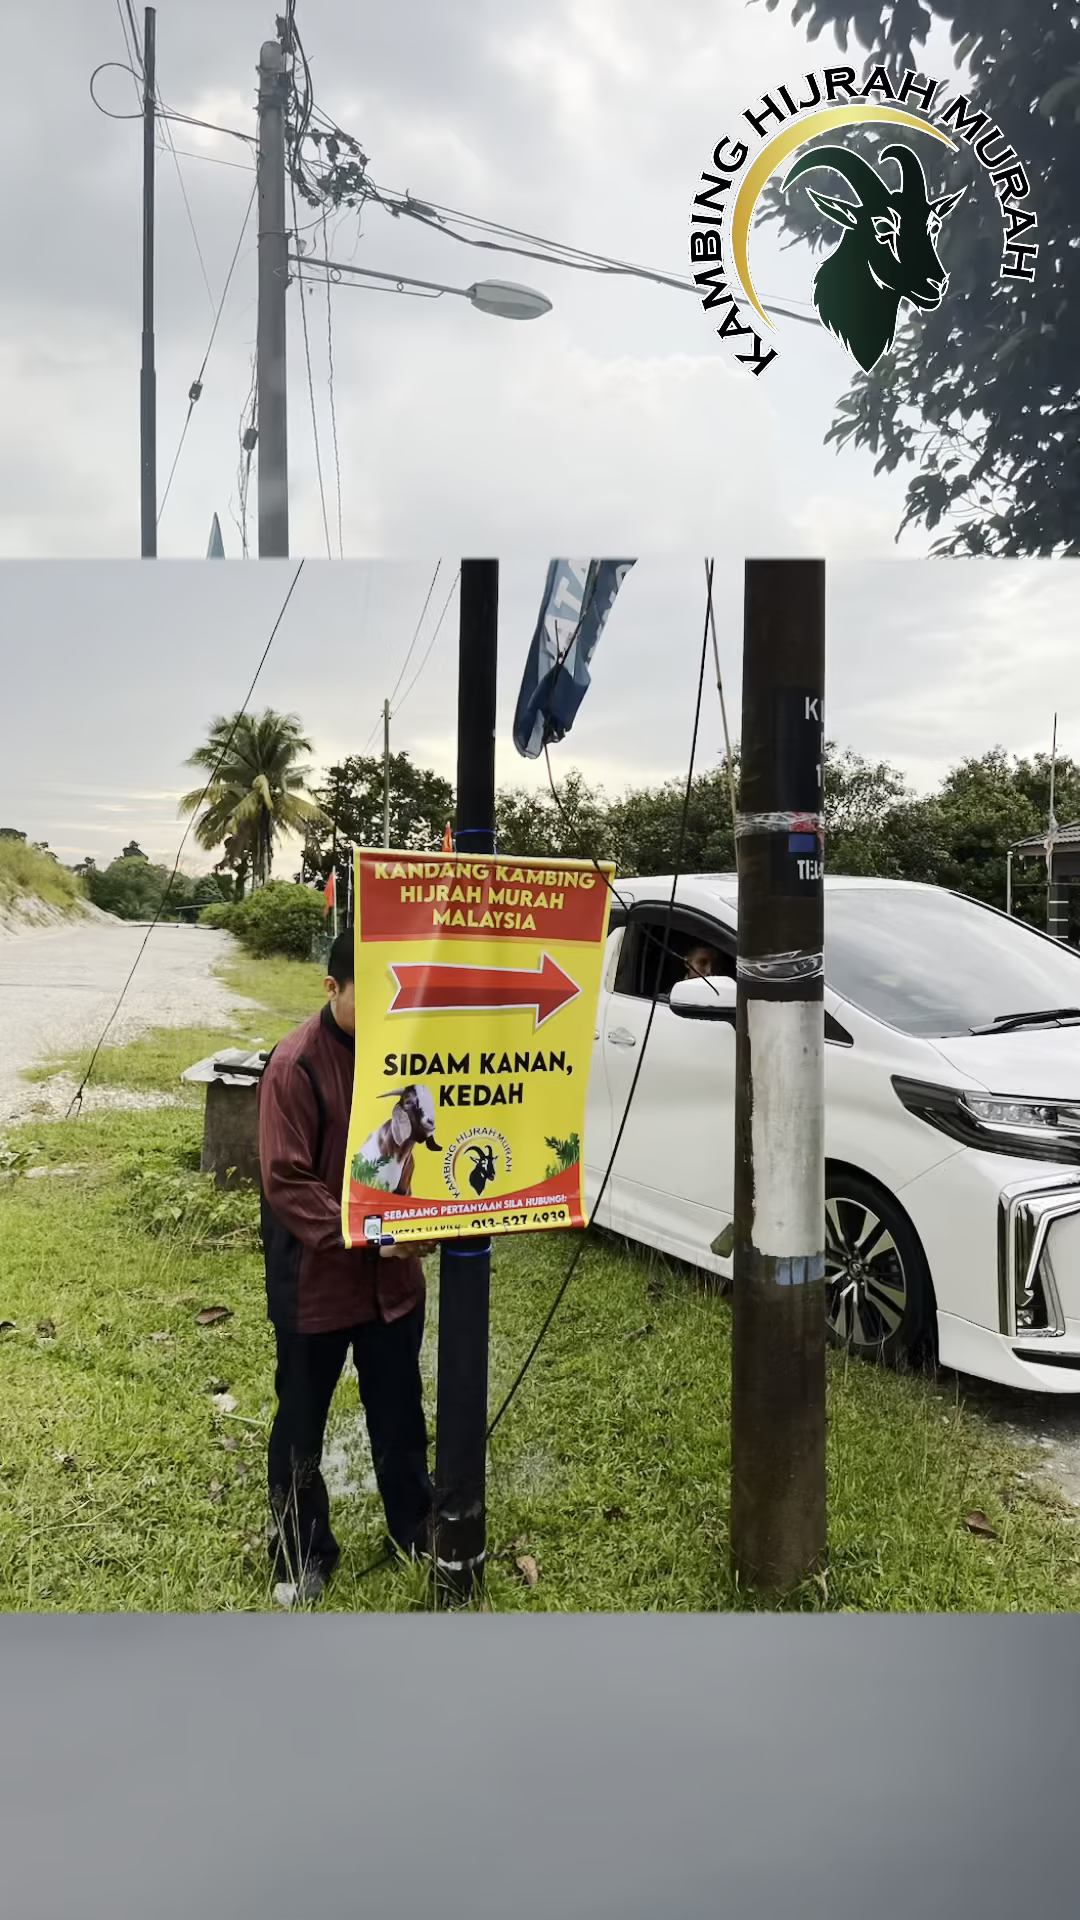 KAMBING HIJRAH MURAH
KANDANG KAMBING
HIJRAH MURAH
MALAYSIA
SIDAM KANAN,
KEDAH
KAMBING HIJRAH MURAH
SEBARANG PERTANYAAN SILA HUBUNGI:
013-527 4939